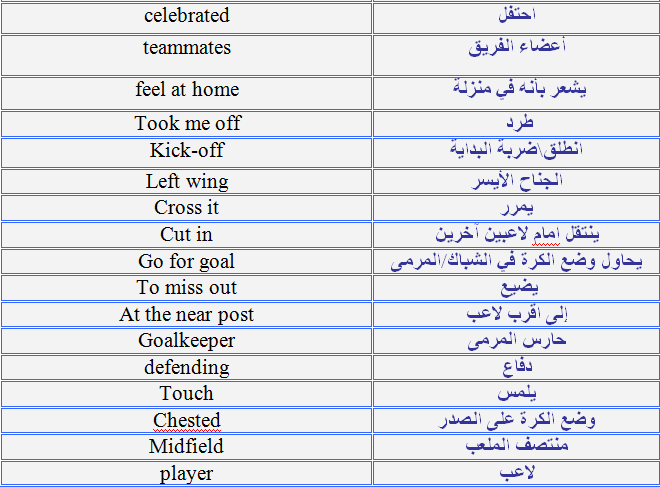 celebrated احتفل
teammates أعضاء الفريق
feel at home يشعر بأنه في منزلة
Took me off طرد
Kick-off انطلق\ضربة البداية
Left wing الجناح الأيسر
Cross it يمرر
Cut in ينتقل امام لاعبين آخرين
Go for goal يحاول وضع الكرة في الشباك/المرمى
To miss out يضيع
At the near post إلى اقرب لاعب
Goalkeeper حارس المرمى
defending دفاع
Touch يلمس
Chested وضع الكرة على الصدر
Midfield منتصف الملعب
player لاعب